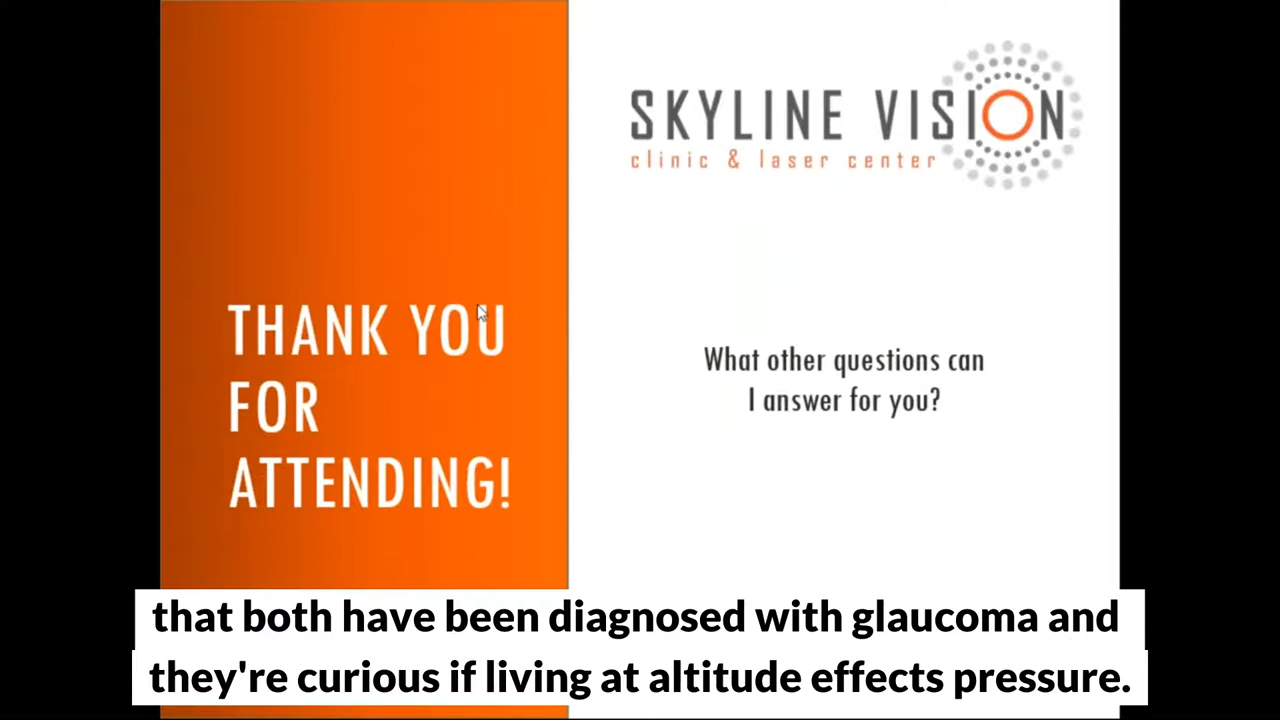 SKYLINE VISION
clinic & laser center
THANK YOU
FOR
ATTENDING!
What other questions can
I answer for you?
that both have been diagnosed with glaucoma and
they're curious if living at altitude effects pressure.